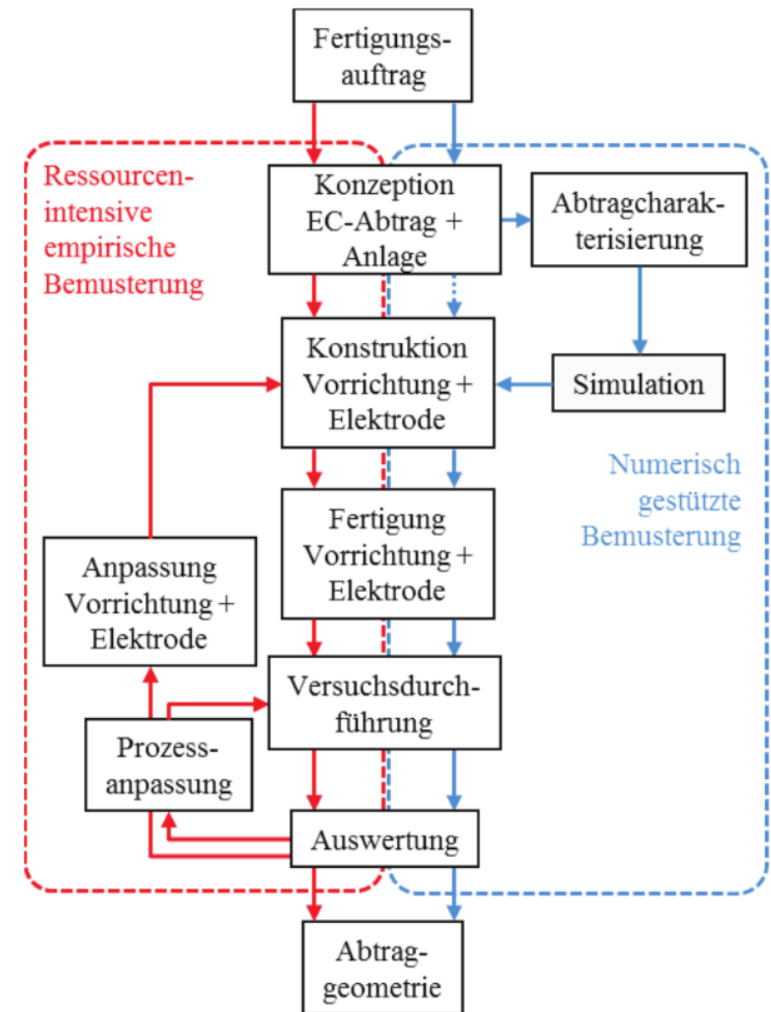 Fertigungs-
auftrag
Ressourcen-
intensive
empirische
Bemusterung
Konzeption
EC-Abtrag +
Anlage
Abtragcharak-
terisierung
Konstruktion
Vorrichtung +
Elektrode
Simulation
Numerisch
gestützte
Bemusterung
Fertigung
Vorrichtung +
Elektrode
Anpassung
Vorrichtung +
Elektrode
Versuchsdurch-
führung
Prozess-
anpassung
Auswertung
Abtrag-
geometrie